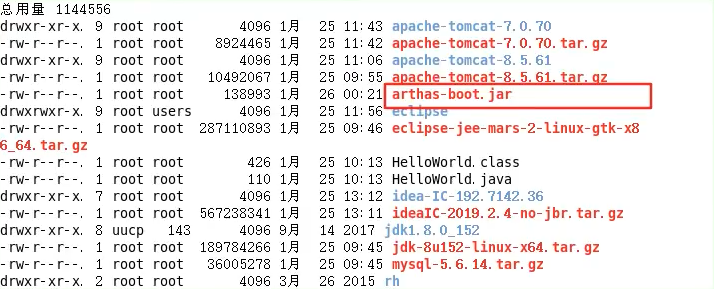 总用量 1144556
drwxr-xr-x. 9 root root 4096 1月 25 11:43 apache-tomcat-7.0.70
-rw-r--r--. 1 root root 8924465 1月 25 11:42 apache-tomcat-7.0.70.tar.gz
drwxr-xr-x. 9 root root 4096 1月 25 11:06 apache-tomcat-8.5.61
-rw-r--r--. 1 root root 10492067 1月 25 09:55 apache-tomcat-8.5.61.tar.gz
-rw-r--r--. 1 root root 138993 1月 26 00:21 arthas-boot.jar
drwxrwxr-x. 9 root users 4096 1月 25 11:56 eclipse
-rw-r--r--. 1 root root 287110893 1月 25 09:46 eclipse-jee-mars-2-linux-gtk-x8
6_64.tar.gz
-rw-r--r--. 1 root root 426 1月 25 10:13 HelloWorld.class
-rw-r--r--. 1 root root 110 1月 25 10:13 HelloWorld.java
drwxr-xr-x. 7 root root 4096 1月 25 13:12 idea-IC-192.7142.36
-rw-r--r--. 1 root root 567238341 1月 25 13:11 ideaIC-2019.2.4-no-jbr.tar.gz
drwxr-xr-x. 8 uucp 143 4096 9月 14 2017 jdk1.8.0_152
-rw-r--r--. 1 root root 189784266 1月 25 09:45 jdk-8u152-linux-x64.tar.gz
-rw-r--r--. 1 root root 36005278 1月 25 09:45 mysql-5.6.14.tar.gz
drwxr-xr-x. 2 root root 4096 3月 26 2015 rh